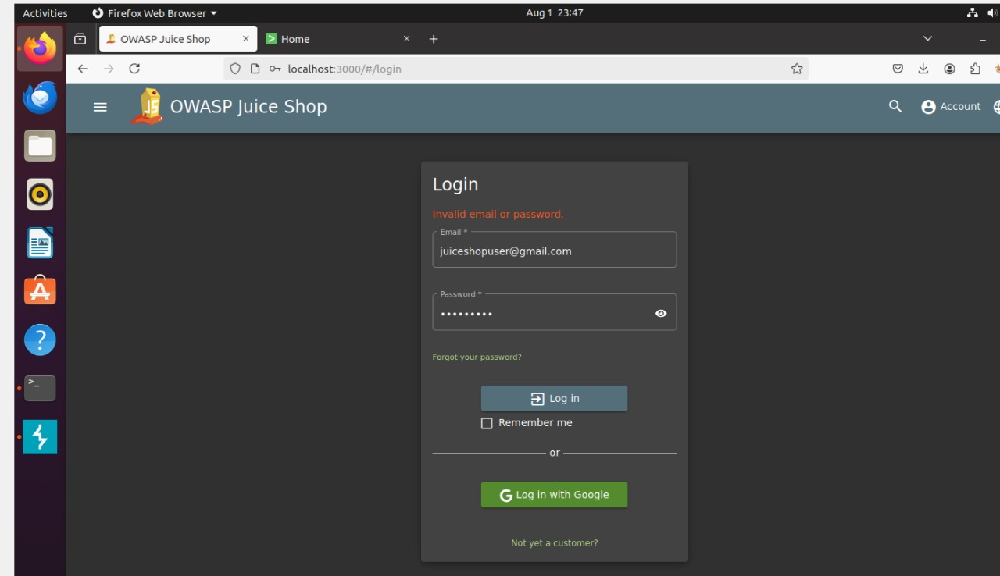 Activities Firefox Web Browser Aug 1 23:47
OWASP Juice Shop Home
localhost:3000/#/login
OWASP Juice Shop Account
Login
Invalid email or password.
Email *
juiceshopuser@gmail.com
Password *
•••••••••
Forgot your password?
Log in
Remember me
or
Log in with Google
Not yet a customer?